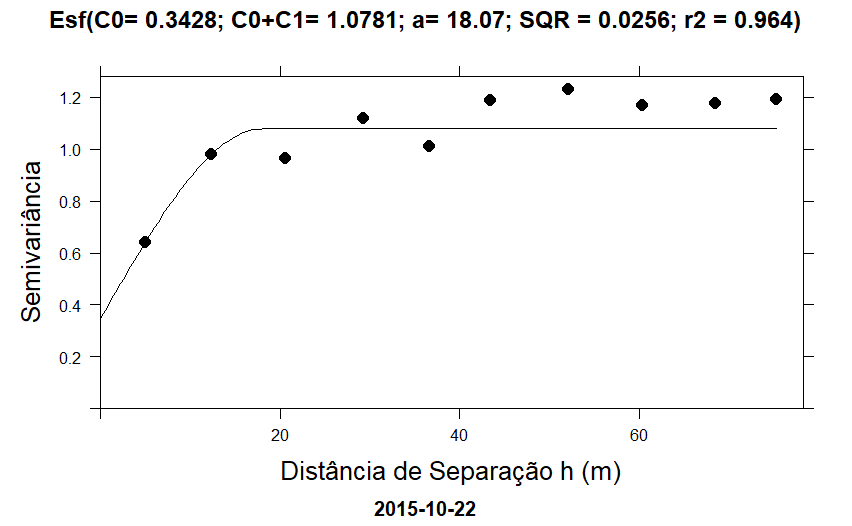 Esf(C0= 0.3428; C0+C1= 1.0781; a= 18.07; SQR = 0.0256; r2 = 0.964)
1.2
1.0
0.8
0.6
0.4
0.2
Semivariância
20 40 60
Distância de Separação h (m)
2015-10-22